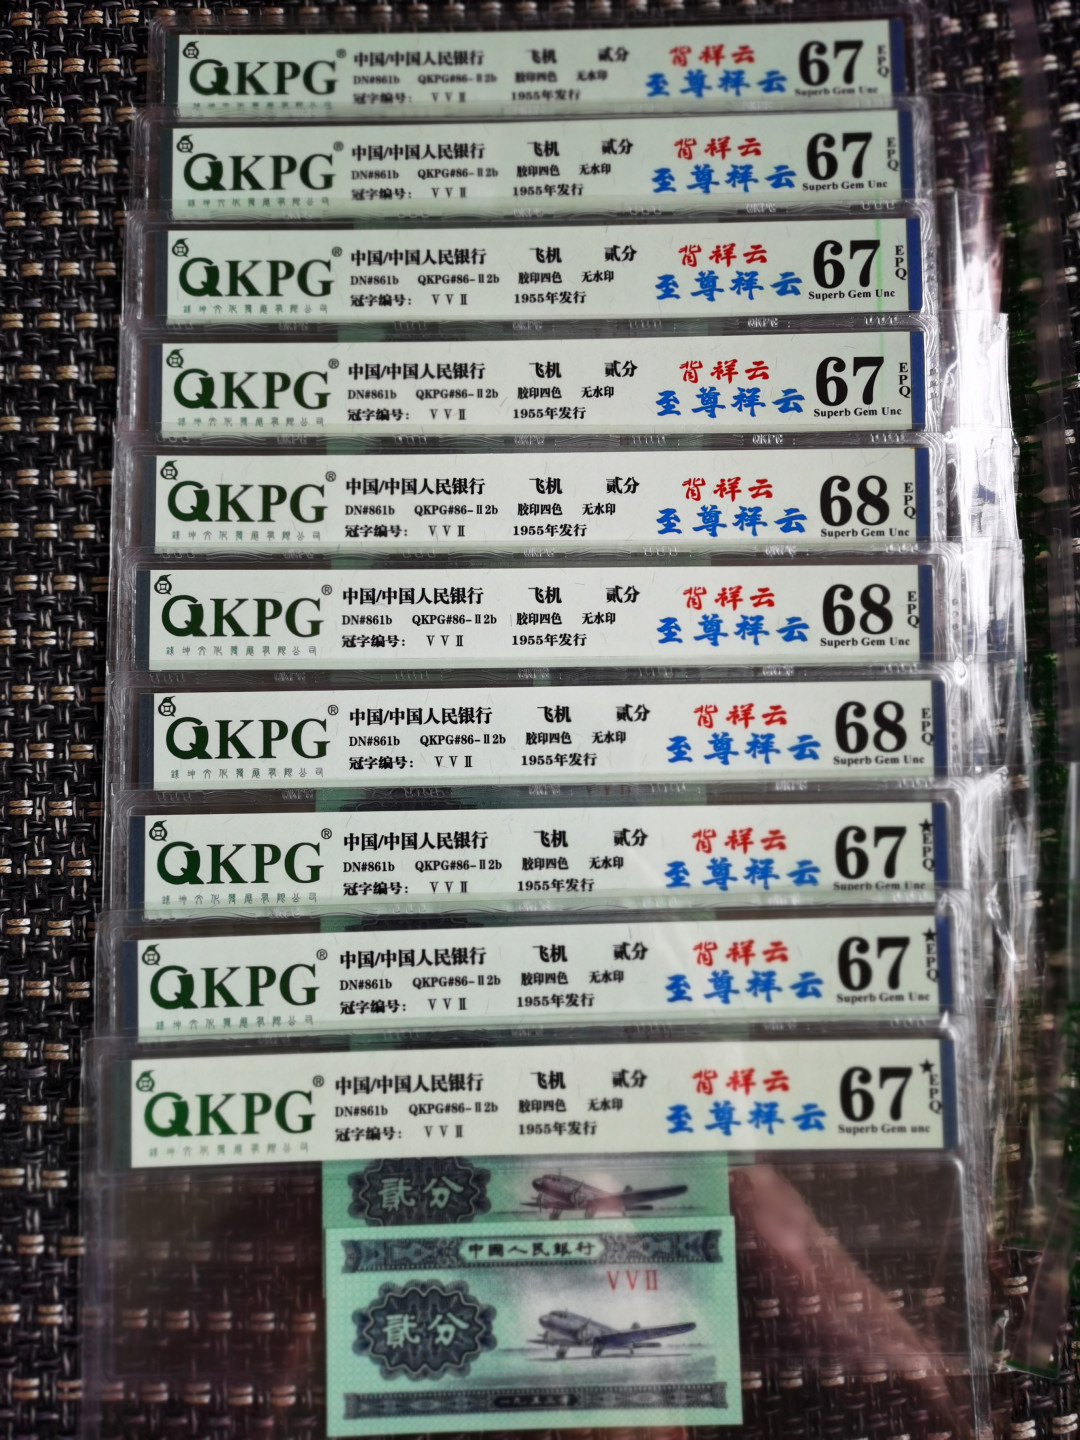 QKPG® 中国/中国人民银行 飞机 贰分 背祥云 67 EPQ
DN#861b QKPG#86-Ⅱ2b 胶印四色 无水印 至尊祥云 Superb Gem Unc
冠字编号: ⅤⅤⅡ 1955年发行
QKPG® 中国/中国人民银行 飞机 贰分 背祥云 67 EPQ
DN#861b QKPG#86-Ⅱ2b 胶印四色 无水印 至尊祥云 Superb Gem Unc
冠字编号: ⅤⅤⅡ 1955年发行
QKPG® 中国/中国人民银行 飞机 贰分 背祥云 67 EPQ
DN#861b QKPG#86-Ⅱ2b 胶印四色 无水印 至尊祥云 Superb Gem Unc
冠字编号: ⅤⅤⅡ 1955年发行
QKPG® 中国/中国人民银行 飞机 贰分 背祥云 67 EPQ
DN#861b QKPG#86-Ⅱ2b 胶印四色 无水印 至尊祥云 Superb Gem Unc
冠字编号: ⅤⅤⅡ 1955年发行
QKPG® 中国/中国人民银行 飞机 贰分 背祥云 68 EPQ
DN#861b QKPG#86-Ⅱ2b 胶印四色 无水印 至尊祥云 Superb Gem Unc
冠字编号: ⅤⅤⅡ 1955年发行
QKPG® 中国/中国人民银行 飞机 贰分 背祥云 68 EPQ
DN#861b QKPG#86-Ⅱ2b 胶印四色 无水印 至尊祥云 Superb Gem Unc
冠字编号: ⅤⅤⅡ 1955年发行
QKPG® 中国/中国人民银行 飞机 贰分 背祥云 68 EPQ
DN#861b QKPG#86-Ⅱ2b 胶印四色 无水印 至尊祥云 Superb Gem Unc
冠字编号: ⅤⅤⅡ 1955年发行
QKPG® 中国/中国人民银行 飞机 贰分 背祥云 67 ★EPQ
DN#861b QKPG#86-Ⅱ2b 胶印四色 无水印 至尊祥云 Superb Gem Unc
冠字编号: ⅤⅤⅡ 1955年发行
QKPG® 中国/中国人民银行 飞机 贰分 背祥云 67 ★EPQ
DN#861b QKPG#86-Ⅱ2b 胶印四色 无水印 至尊祥云 Superb Gem Unc
冠字编号: ⅤⅤⅡ 1955年发行
QKPG® 中国/中国人民银行 飞机 贰分 背祥云 67 ★EPQ
DN#861b QKPG#86-Ⅱ2b 胶印四色 无水印 至尊祥云 Superb Gem unc
冠字编号: ⅤⅤⅡ 1955年发行
贰分
中國人民銀行
ⅤⅤⅡ
贰分